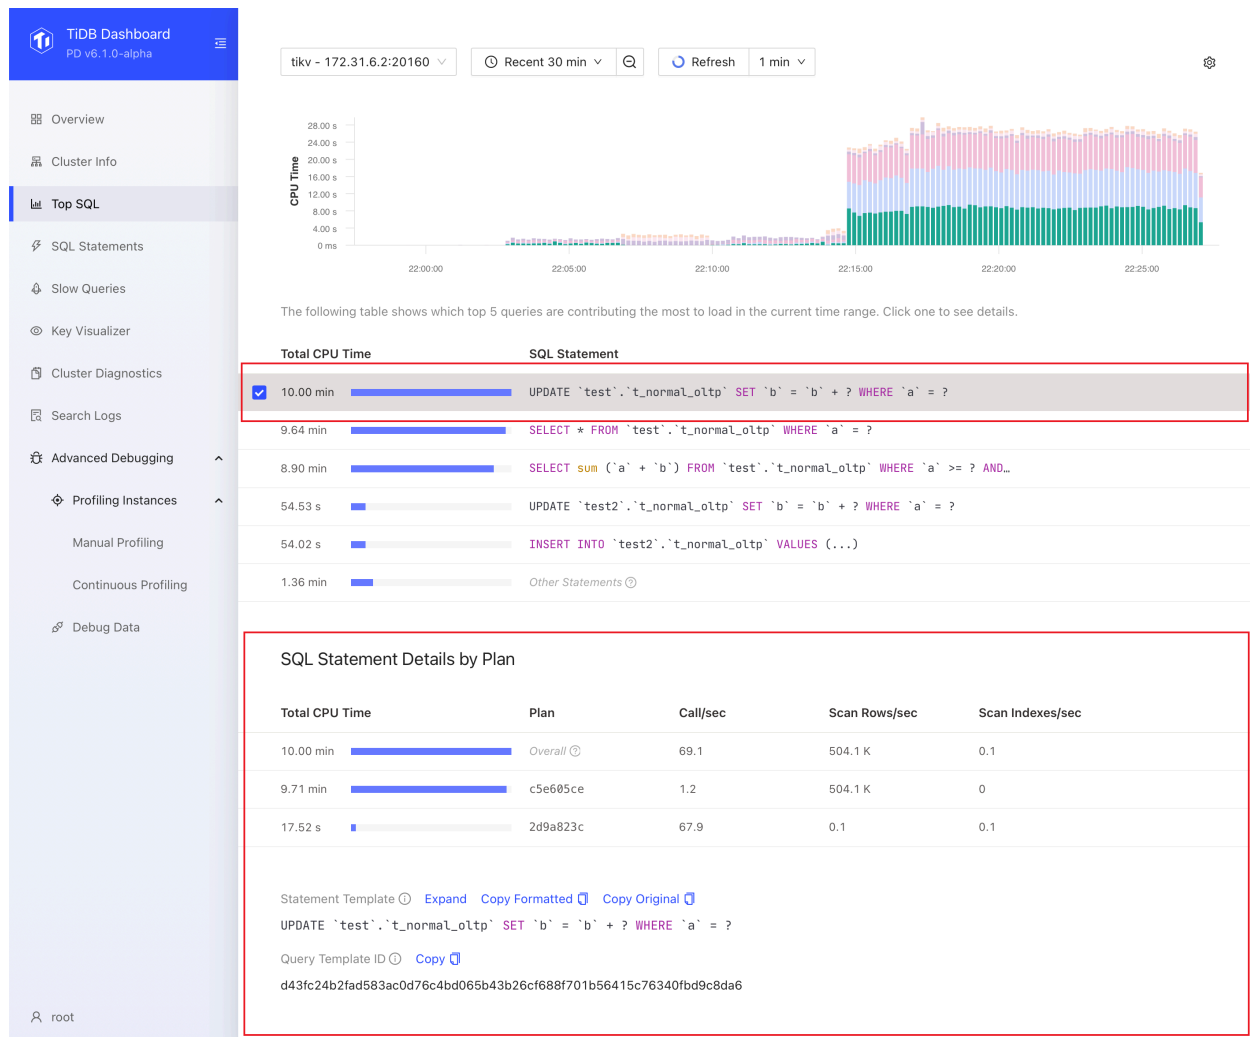 TiDB Dashboard
PD v6.1.0-alpha
Overview
Cluster Info
Top SQL
SQL Statements
Slow Queries
Key Visualizer
Cluster Diagnostics
Search Logs
Advanced Debugging
Profiling Instances
Manual Profiling
Continuous Profiling
Debug Data
root
tikv - 172.31.6.2:20160 Recent 30 min Refresh 1 min
CPU Time
28.00 s
24.00 s
20.00 s
16.00 s
12.00 s
8.00 s
4.00 s
0 ms
22:00:00 22:05:00 22:10:00 22:15:00 22:20:00 22:25:00
The following table shows which top 5 queries are contributing the most to load in the current time range. Click one to see details.
Total CPU Time SQL Statement
10.00 min UPDATE `test`.`t_normal_oltp` SET `b` = `b` + ? WHERE `a` = ?
9.64 min SELECT * FROM `test`.`t_normal_oltp` WHERE `a` = ?
8.90 min SELECT sum (`a` + `b`) FROM `test`.`t_normal_oltp` WHERE `a` >= ? AND…
54.53 s UPDATE `test2`.`t_normal_oltp` SET `b` = `b` + ? WHERE `a` = ?
54.02 s INSERT INTO `test2`.`t_normal_oltp` VALUES (...)
1.36 min Other Statements
SQL Statement Details by Plan
Total CPU Time Plan Call/sec Scan Rows/sec Scan Indexes/sec
10.00 min Overall 69.1 504.1 K 0.1
9.71 min c5e605ce 1.2 504.1 K 0
17.52 s 2d9a823c 67.9 0.1 0.1
Statement Template Expand Copy Formatted Copy Original
UPDATE `test`.`t_normal_oltp` SET `b` = `b` + ? WHERE `a` = ?
Query Template ID Copy
d43fc24b2fad583ac0d76c4bd065b43b26cf688f701b56415c76340fbd9c8da6